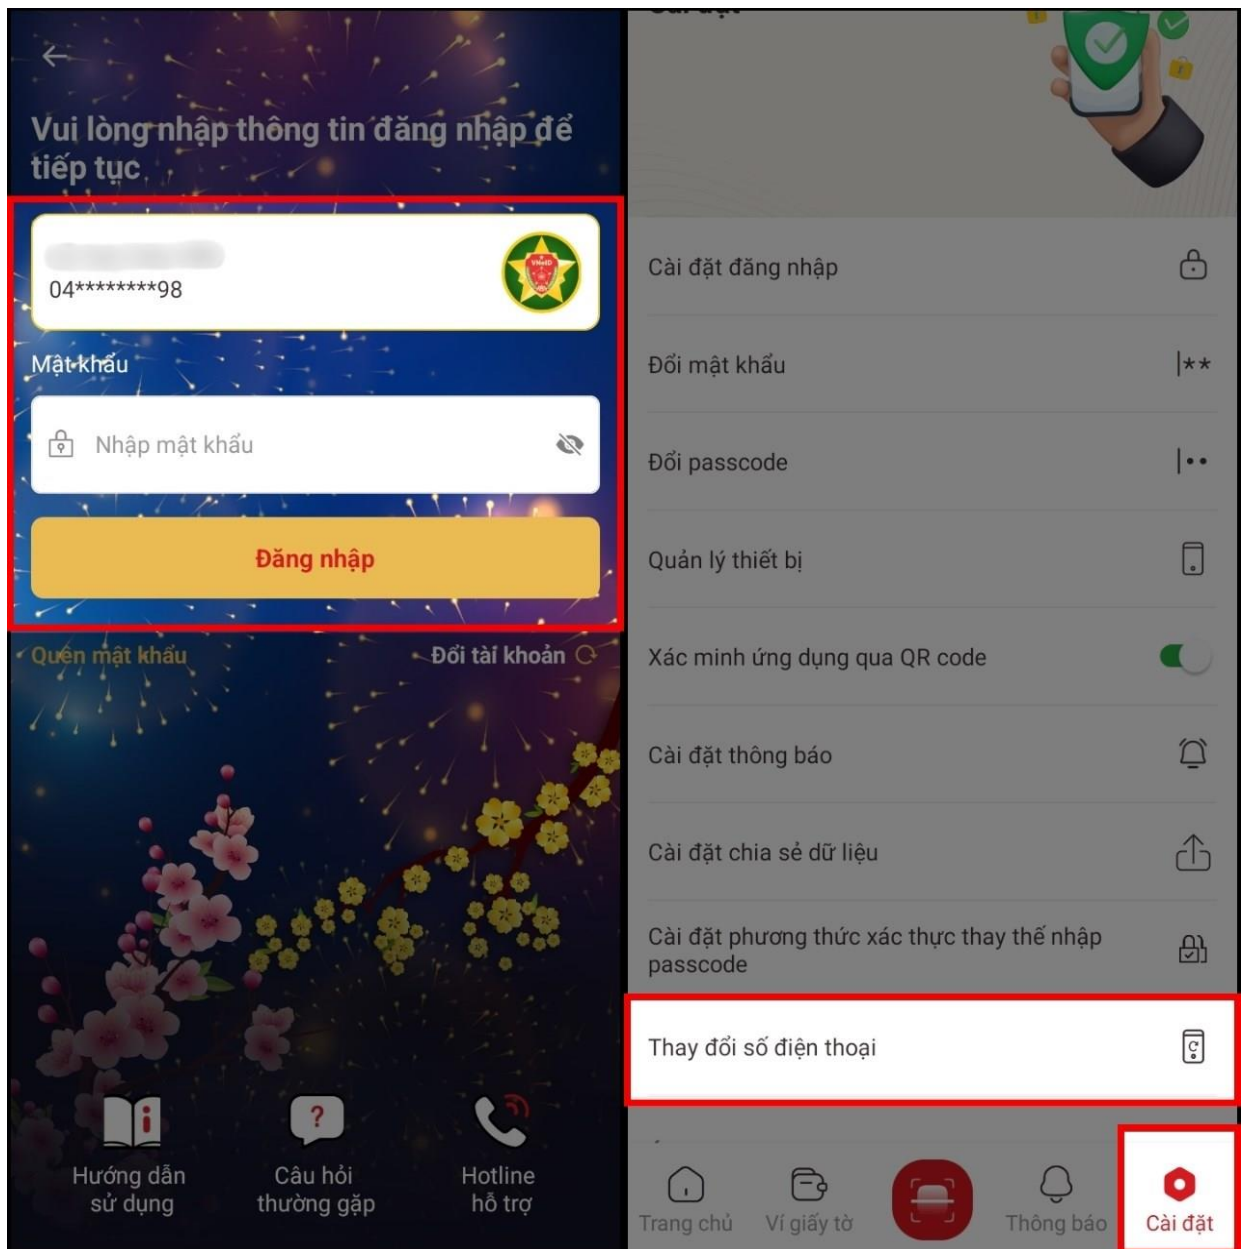 Vui lòng nhập thông tin đăng nhập để
tiếp tục
04********98
VNeID
Mật khẩu
Nhập mật khẩu
Đăng nhập
Quên mật khẩu
Đổi tài khoản
Hướng dẫn
sử dụng
?
Câu hỏi
thường gặp
Hotline
hỗ trợ
Cài đặt
Cài đặt đăng nhập
Đổi mật khẩu
Đổi passcode
Quản lý thiết bị
Xác minh ứng dụng qua QR code
Cài đặt thông báo
Cài đặt chia sẻ dữ liệu
Cài đặt phương thức xác thực thay thế nhập
passcode
Thay đổi số điện thoại
Trang chủ
Ví giấy tờ
Thông báo
Cài đặt